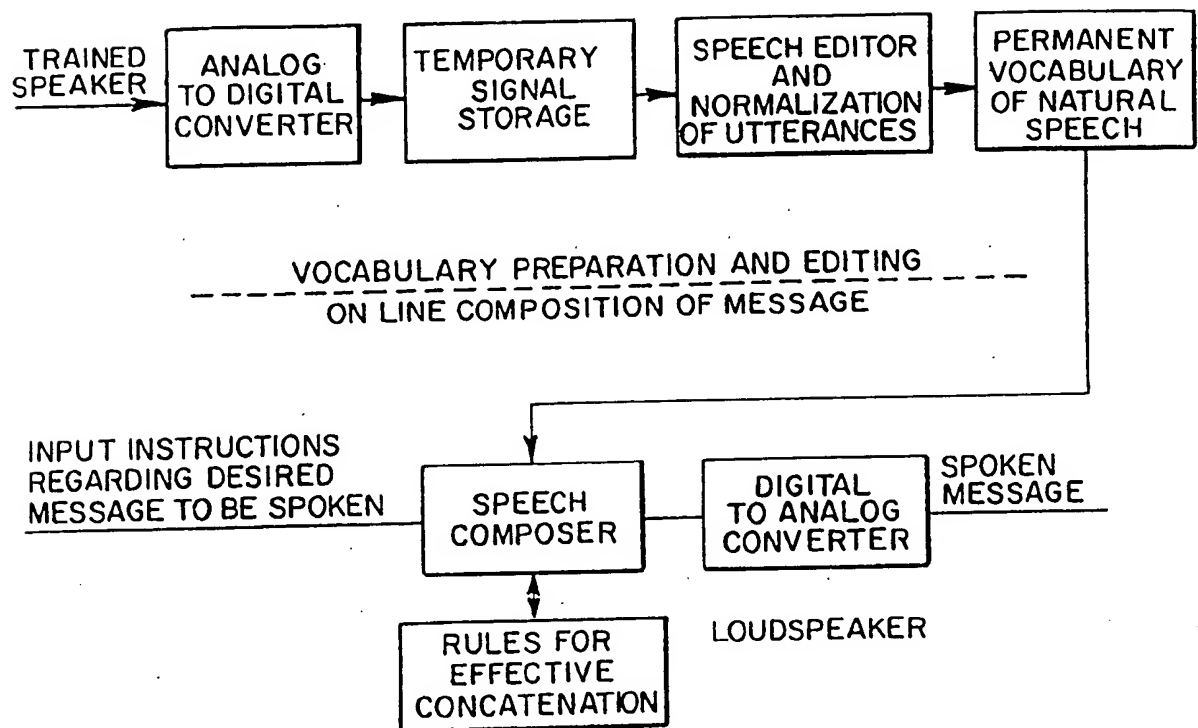 TRAINED
SPEAKER
ANALOG
TO DIGITAL
CONVERTER
TEMPORARY
SIGNAL
STORAGE
SPEECH EDITOR
AND
NORMALIZATION
OF UTTERANCES
PERMANENT
VOCABULARY
OF NATURAL
SPEECH
VOCABULARY PREPARATION AND EDITING
ON LINE COMPOSITION OF MESSAGE
INPUT INSTRUCTIONS
REGARDING DESIRED
MESSAGE TO BE SPOKEN
SPEECH
COMPOSER
DIGITAL
TO ANALOG
CONVERTER
SPOKEN
MESSAGE
RULES FOR
EFFECTIVE
CONCATENATION
LOUDSPEAKER